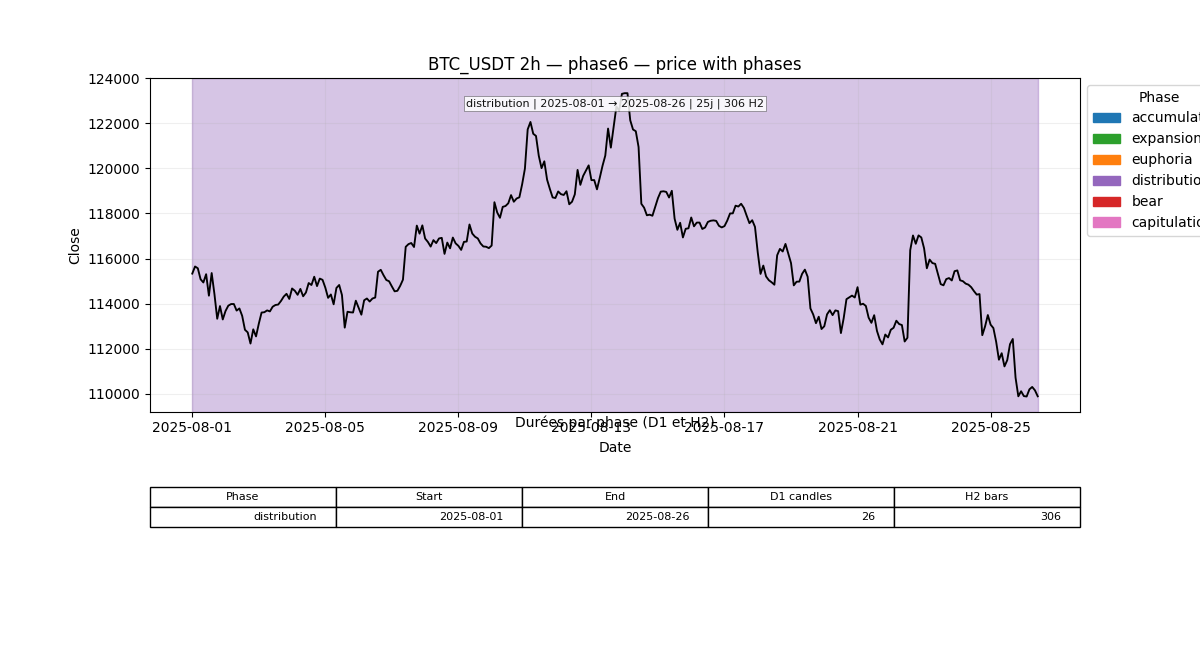 BTC_USDT 2h — phase6 — price with phases
124000
122000
120000
118000
116000
114000
112000
110000
Close
distribution | 2025-08-01 → 2025-08-26 | 25j | 306 H2
Phase
accumulat
expansion
euphoria
distributio
bear
capitulatio
2025-08-01
2025-08-05
2025-08-09
2025-08-13
2025-08-17
2025-08-21
2025-08-25
Durées par phase (D1 et H2)
Date
Phase Start End D1 candles H2 bars
distribution 2025-08-01 2025-08-26 26 306